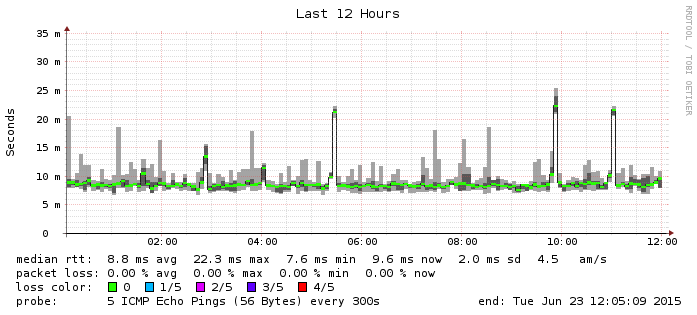 Last 12 Hours
RRDTOOL / TOBI OETIKER
Seconds
35 m
30 m
25 m
20 m
15 m
10 m
5 m
0
02:00 04:00 06:00 08:00 10:00 12:00
median rtt: 8.8 ms avg 22.3 ms max 7.6 ms min 9.6 ms now 2.0 ms sd 4.5 am/s
packet loss: 0.00 % avg 0.00 % max 0.00 % min 0.00 % now
loss color: 0 1/5 2/5 3/5 4/5
probe: 5 ICMP Echo Pings (56 Bytes) every 300s end: Tue Jun 23 12:05:09 2015